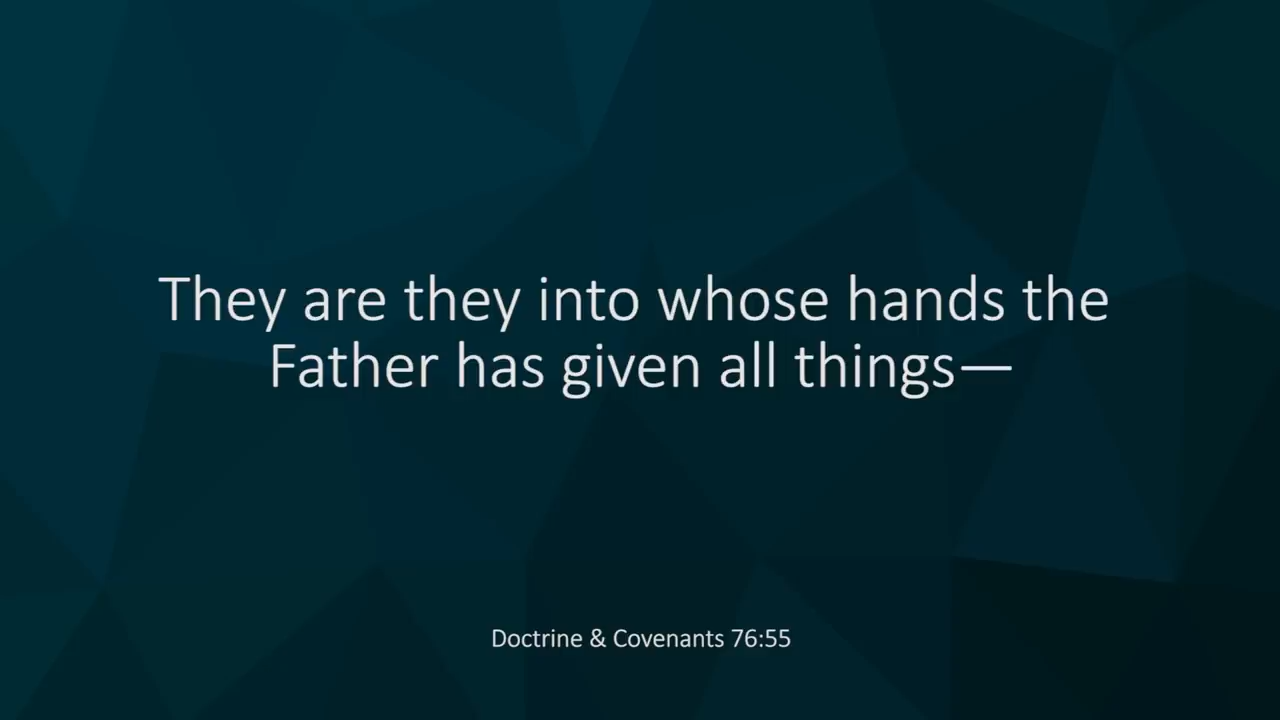 They are they into whose hands the
Father has given all things—
Doctrine & Covenants 76:55